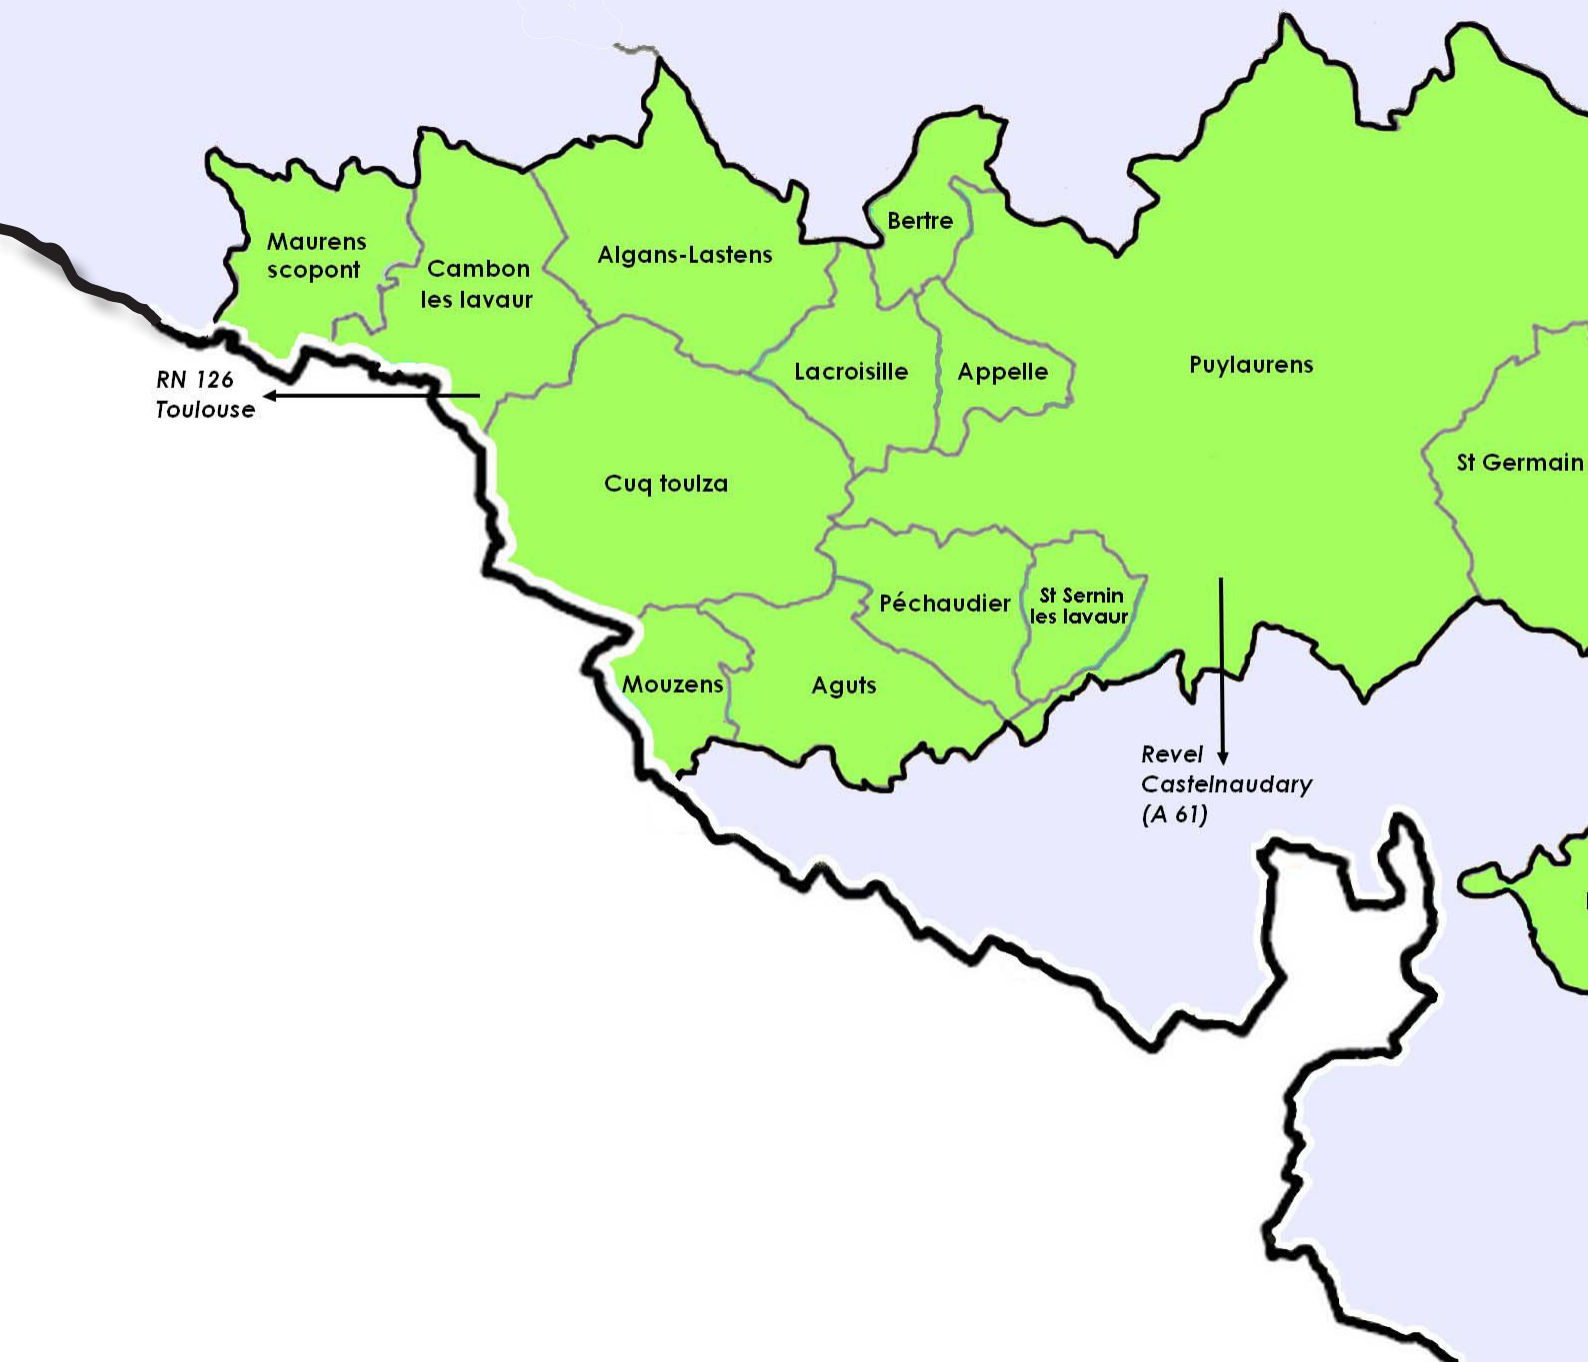 Bertre
Maurens
scopont
Algans-Lastens
Cambon
les lavaur
Puylaurens
Lacroisille
Appelle
RN 126
Toulouse
St Germain
Cuq toulza
Péchaudier
St Sernin
les lavaur
Mouzens
Aguts
Revel
Castelnaudary
(A 61)